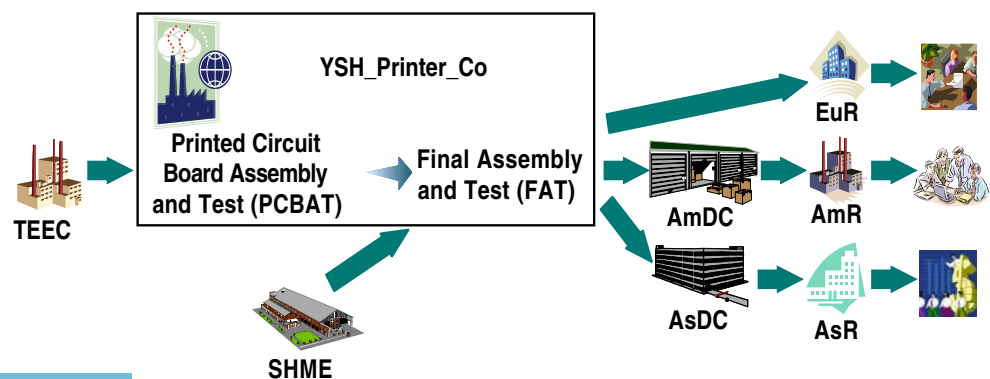 YSH_Printer_Co
Printed Circuit
Board Assembly
and Test (PCBAT)
Final Assembly
and Test (FAT)
TEEC
SHME
EuR
AmDC
AmR
AsDC
AsR